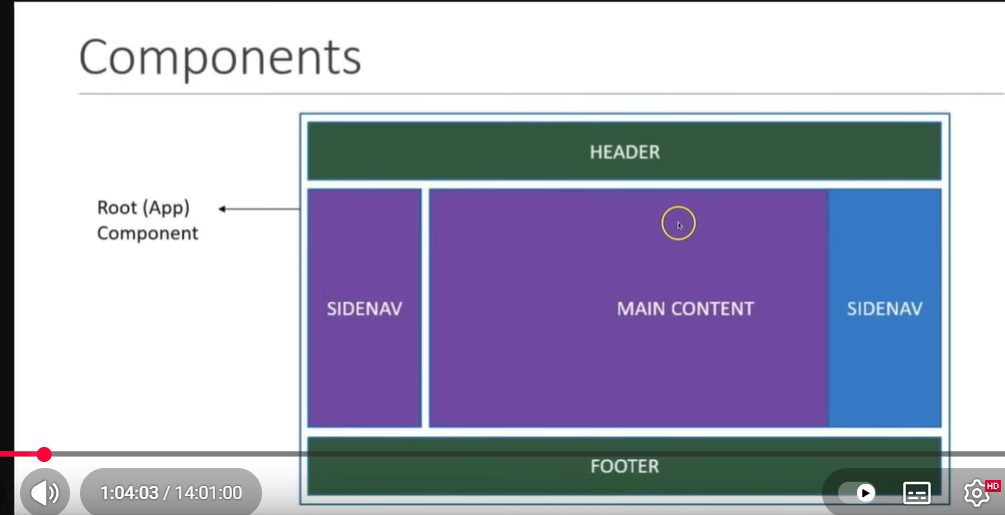 Components
HEADER
Root (App)
Component
SIDENAV
MAIN CONTENT
SIDENAV
FOOTER
1:04:03 / 14:01:00
HD